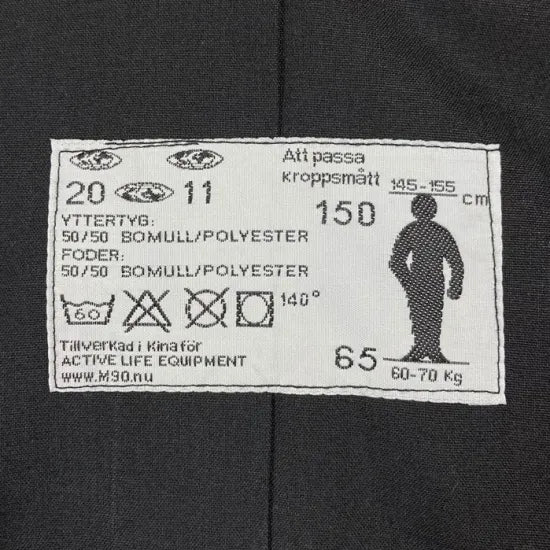 20 11
YTTERTYG:
50/50 BOMULL/POLYESTER
FODER:
50/50 BOMULL/POLYESTER
60 140°
Tillverkad i Kina för
ACTIVE LIFE EQUIPMENT
www.M90.nu
Att passa
kroppsmått
145-155
cm
150
65
60-70 Kg